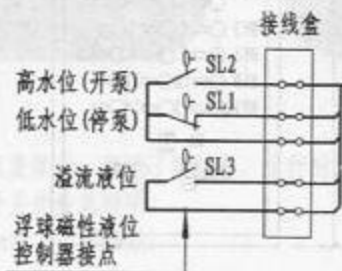 接线盒
高水位(开泵)
SL2
低水位(停泵)
SL1
溢流液位
SL3
浮球磁性液位
控制器接点